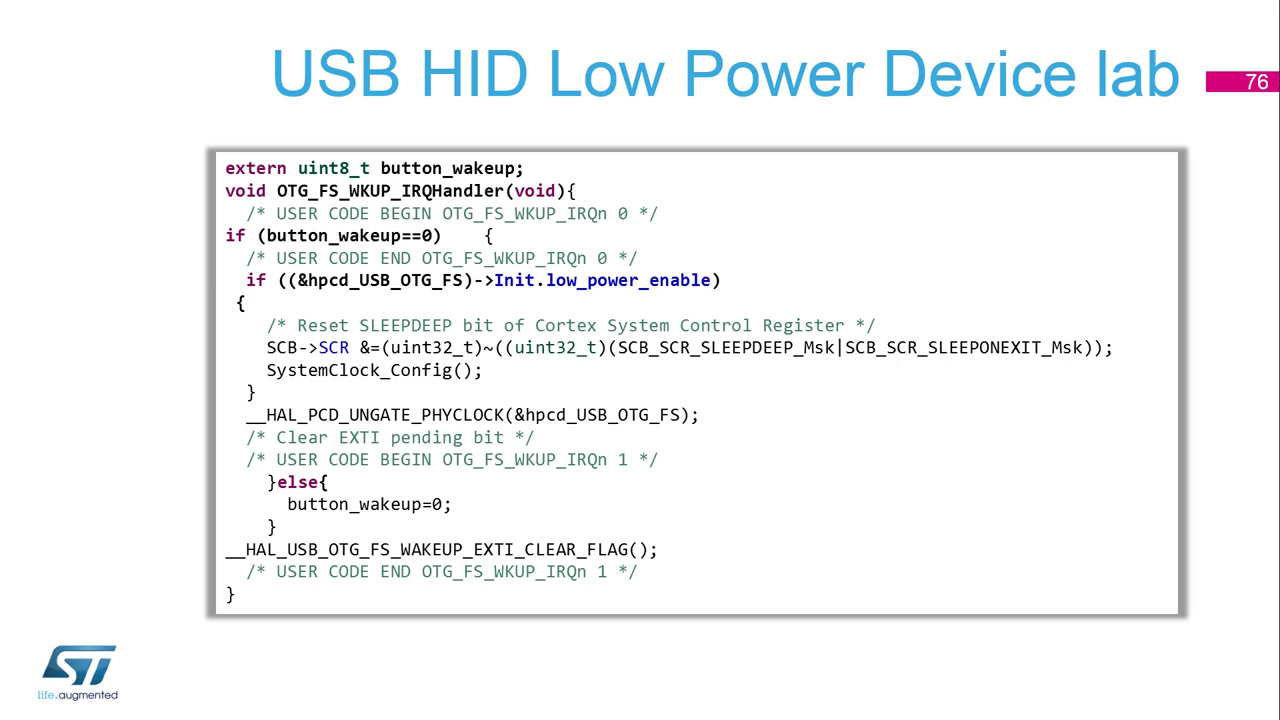 USB HID Low Power Device lab
76
extern uint8_t button_wakeup;
void OTG_FS_WKUP_IRQHandler(void){
/* USER CODE BEGIN OTG_FS_WKUP_IRQn 0 */
if (button_wakeup==0) {
/* USER CODE END OTG_FS_WKUP_IRQn 0 */
if ((&hpcd_USB_OTG_FS)->Init.low_power_enable)
{
/* Reset SLEEPDEEP bit of Cortex System Control Register */
SCB->SCR &=(uint32_t)~((uint32_t)(SCB_SCR_SLEEPDEEP_Msk|SCB_SCR_SLEEPONEXIT_Msk));
SystemClock_Config();
}
__HAL_PCD_UNGATE_PHYCLOCK(&hpcd_USB_OTG_FS);
/* Clear EXTI pending bit */
/* USER CODE BEGIN OTG_FS_WKUP_IRQn 1 */
}else{
button_wakeup=0;
}
__HAL_USB_OTG_FS_WAKEUP_EXTI_CLEAR_FLAG();
/* USER CODE END OTG_FS_WKUP_IRQn 1 */
}
ST
life.augmented